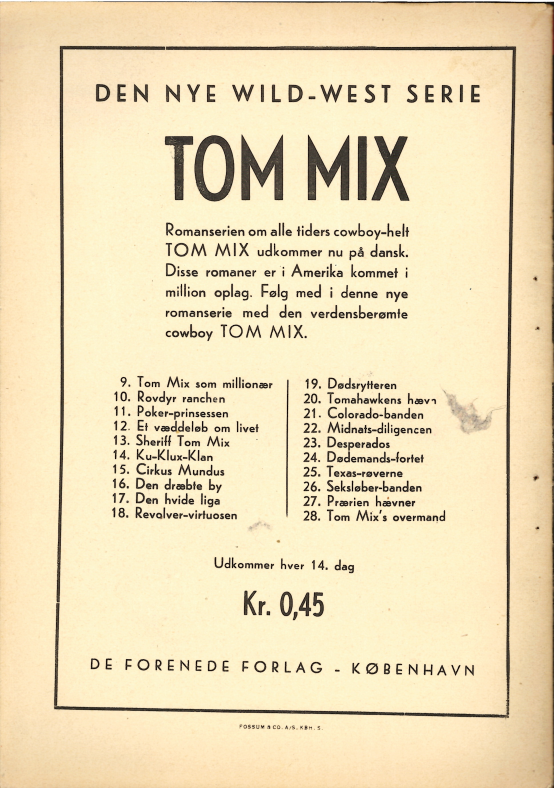 DEN NYE WILD-WEST SERIE
TOM MIX
Romanserien om alle tiders cowboy-helt
TOM MIX udkommer nu på dansk.
Disse romaner er i Amerika kommet i
million oplag. Følg med i denne nye
romanserie med den verdensberømte
cowboy TOM MIX.
9. Tom Mix som millionær
10. Rovdyr ranchen
11. Poker-prinsessen
12. Et væddeløb om livet
13. Sheriff Tom Mix
14. Ku-Klux-Klan
15. Cirkus Mundus
16. Den dræbte by
17. Den hvide liga
18. Revolver-virtuosen
19. Dødsrytteren
20. Tomahawkens hævn
21. Colorado-banden
22. Midnats-diligencen
23. Desperados
24. Dødemands-fortet
25. Texas-røverne
26. Seksløber-banden
27. Prærien hævner
28. Tom Mix's overmand
Udkommer hver 14. dag
Kr. 0,45
DE FORENEDE FORLAG - KØBENHAVN
FOSSUM & CO. A/S. KBH. S.